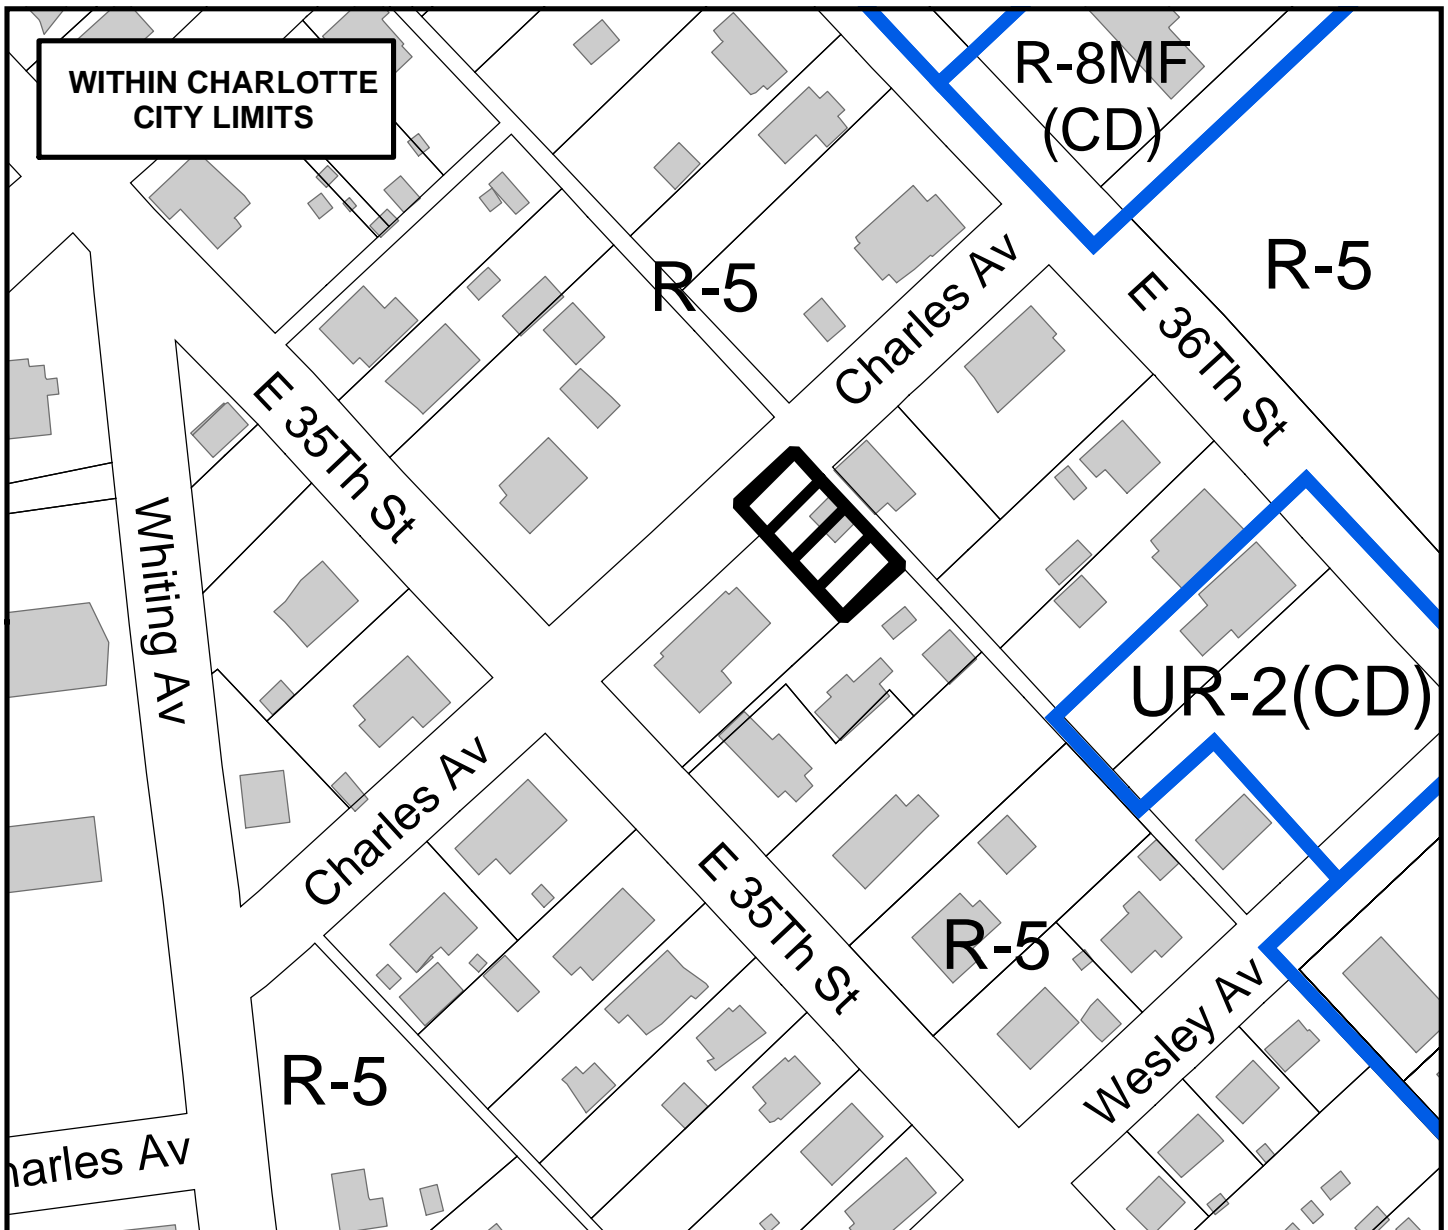 WITHIN CHARLOTTE
CITY LIMITS
R-8MF
(CD)
R-5
R-5
Charles Av
E 36Th St
E 35Th St
Whiting Av
UR-2(CD)
Charles Av
E 35Th St
R-5
Wesley Av
R-5
harles Av